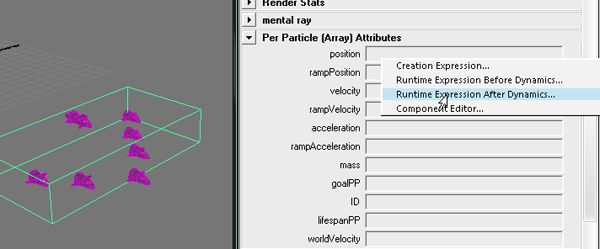 Render Stats
mental ray
Per Particle (Array) Attributes
position
Creation Expression...
rampPosition
Runtime Expression Before Dynamics...
velocity
Runtime Expression After Dynamics...
rampVelocity
Component Editor...
acceleration
rampAcceleration
mass
goalPP
ID
lifespanPP
worldVelocity